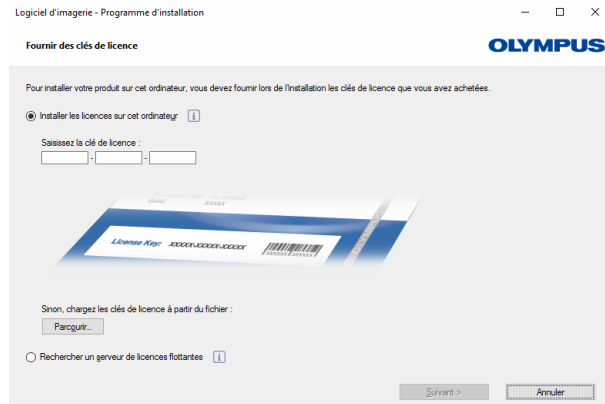 Logiciel d'imagerie - Programme d'installation
Fournir des clés de licence
OLYMPUS
Pour installer votre produit sur cet ordinateur, vous devez fournir lors de l'installation les clés de licence que vous avez achetées.
Installer les licences sur cet ordinateur
Saisissez la clé de licence :
- -
XXXXX
License Key: XXXXX-XXXXX-XXXXX
Sinon, chargez les clés de licence à partir du fichier :
Parcourir...
Rechercher un serveur de licences flottantes
Suivant >
Annuler